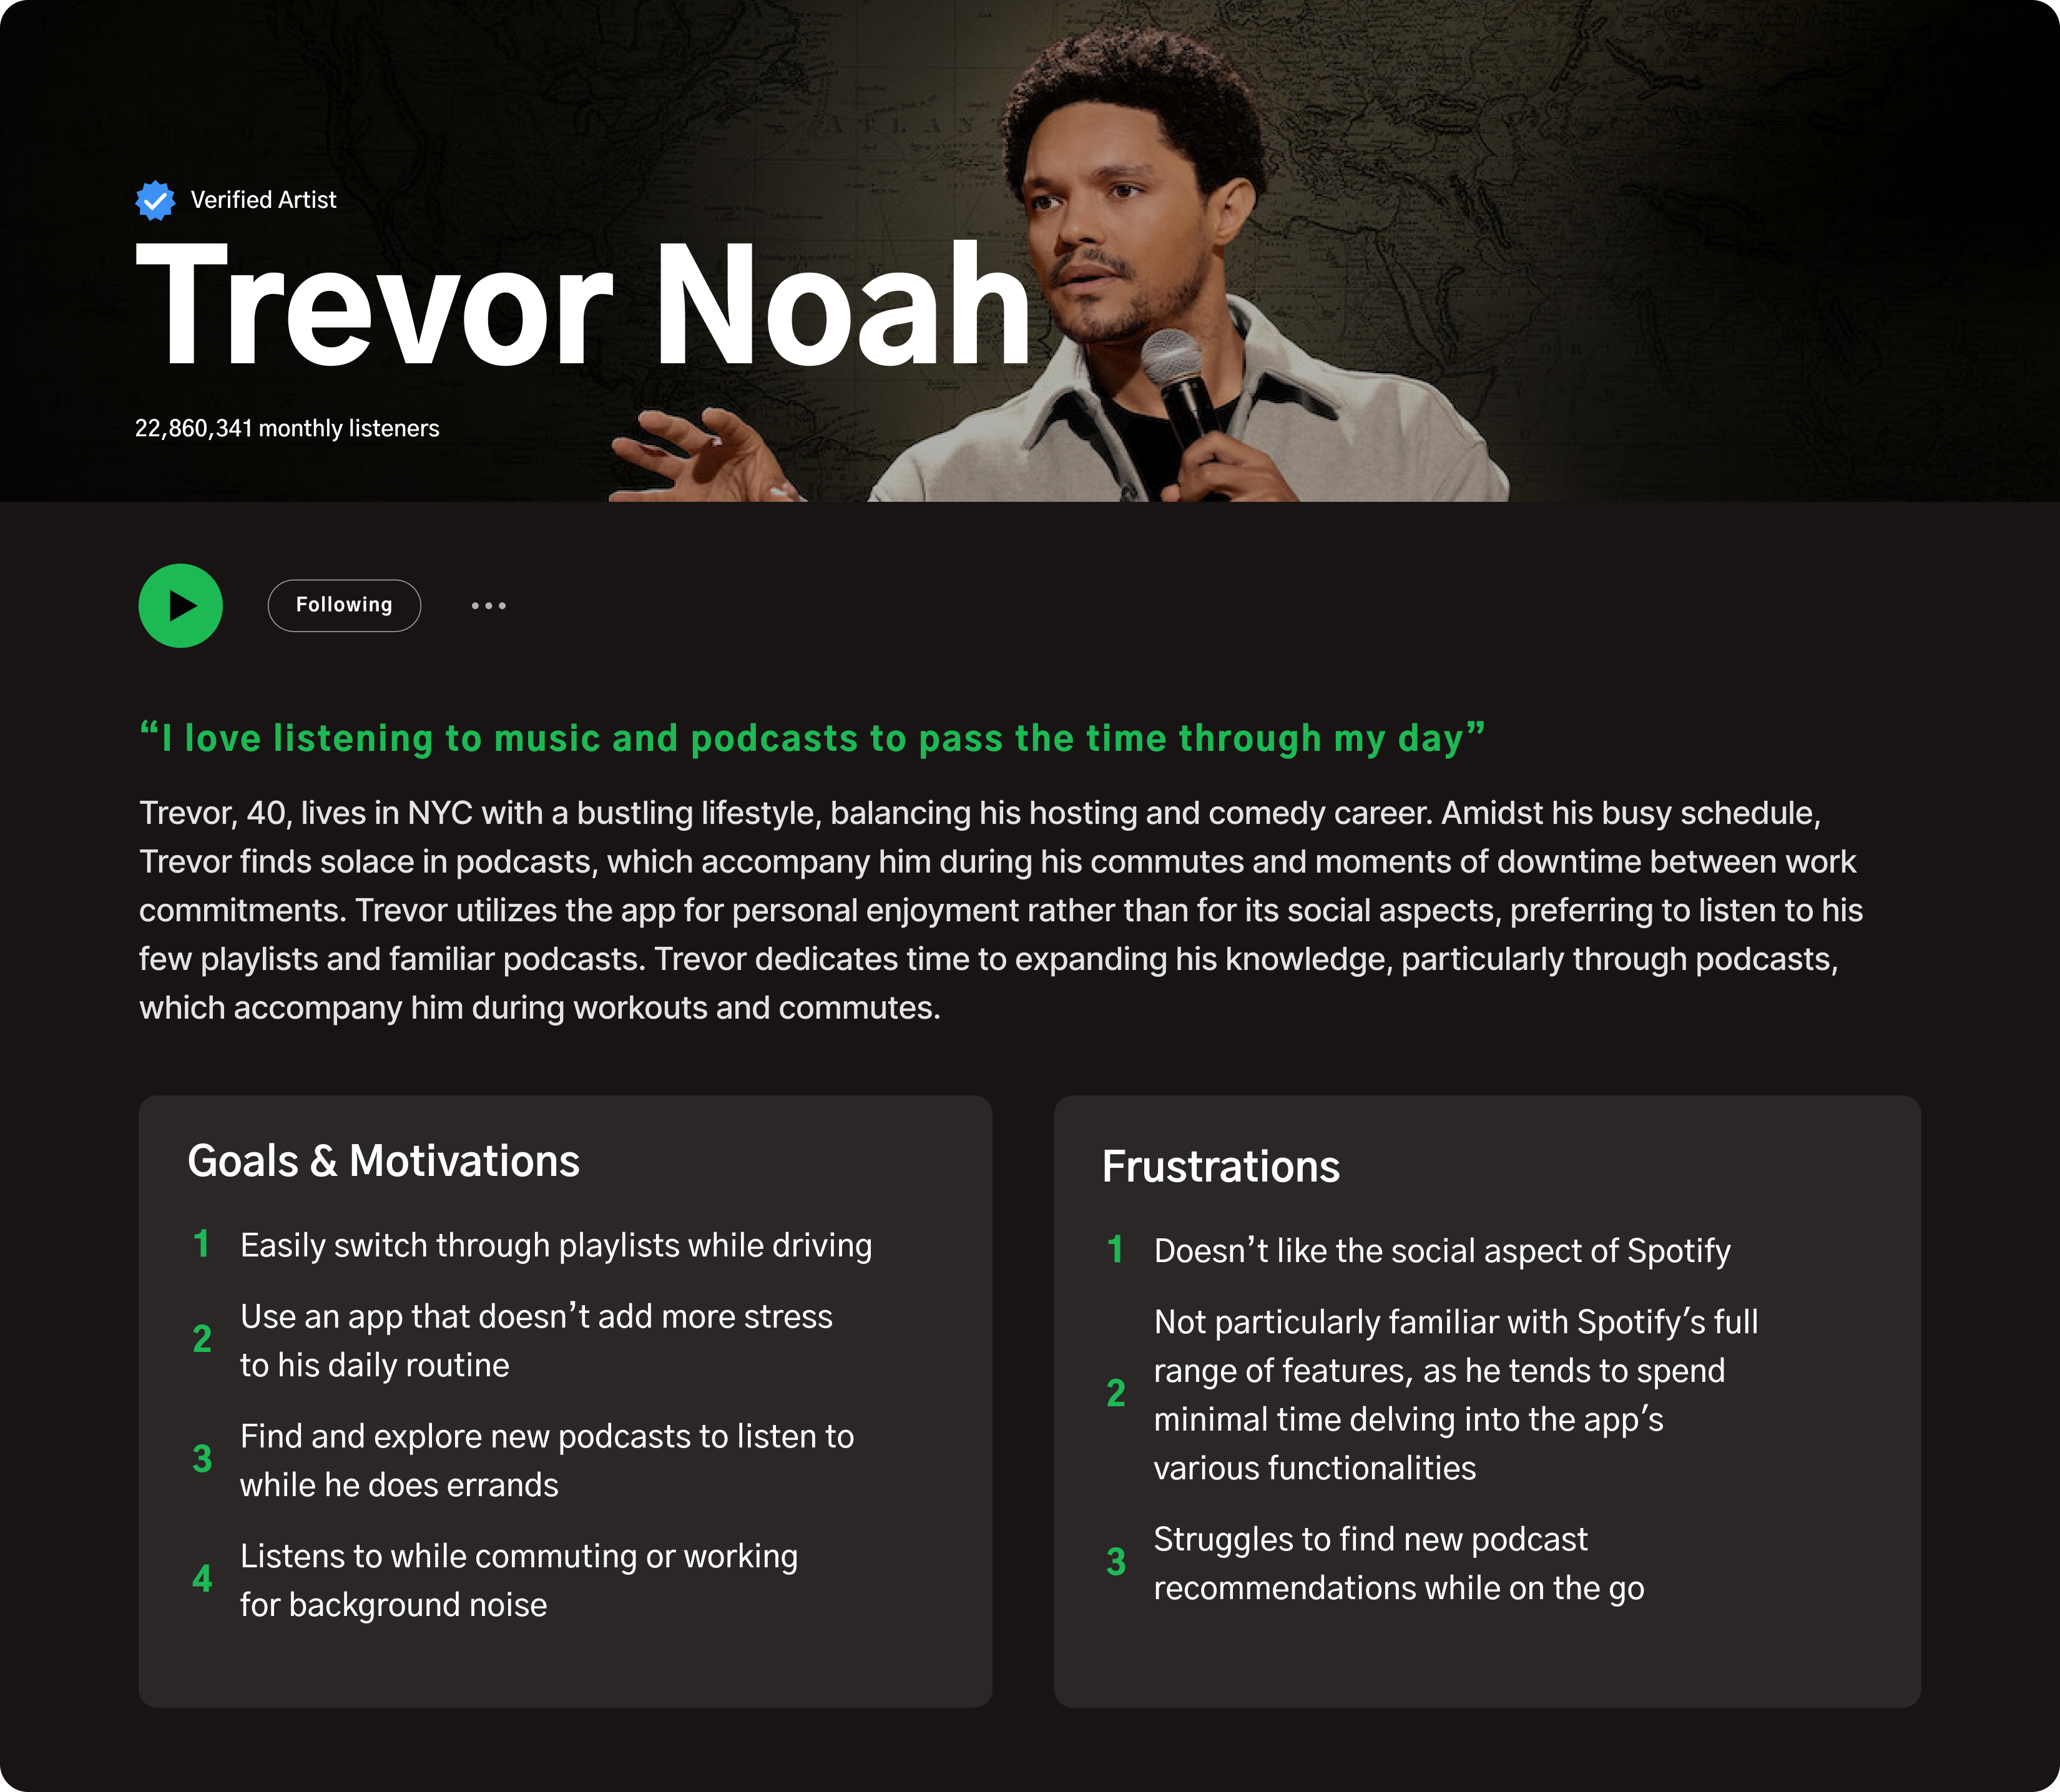 Verified Artist
Trevor Noah
22,860,341 monthly listeners
Following
“I love listening to music and podcasts to pass the time through my day”
Trevor, 40, lives in NYC with a bustling lifestyle, balancing his hosting and comedy career. Amidst his busy schedule,
Trevor finds solace in podcasts, which accompany him during his commutes and moments of downtime between work
commitments. Trevor utilizes the app for personal enjoyment rather than for its social aspects, preferring to listen to his
few playlists and familiar podcasts. Trevor dedicates time to expanding his knowledge, particularly through podcasts,
which accompany him during workouts and commutes.
Goals & Motivations
1 Easily switch through playlists while driving
2 Use an app that doesn’t add more stress
to his daily routine
3 Find and explore new podcasts to listen to
while he does errands
4 Listens to while commuting or working
for background noise
Frustrations
1 Doesn’t like the social aspect of Spotify
2 Not particularly familiar with Spotify’s full
range of features, as he tends to spend
minimal time delving into the app’s
various functionalities
3 Struggles to find new podcast
recommendations while on the go